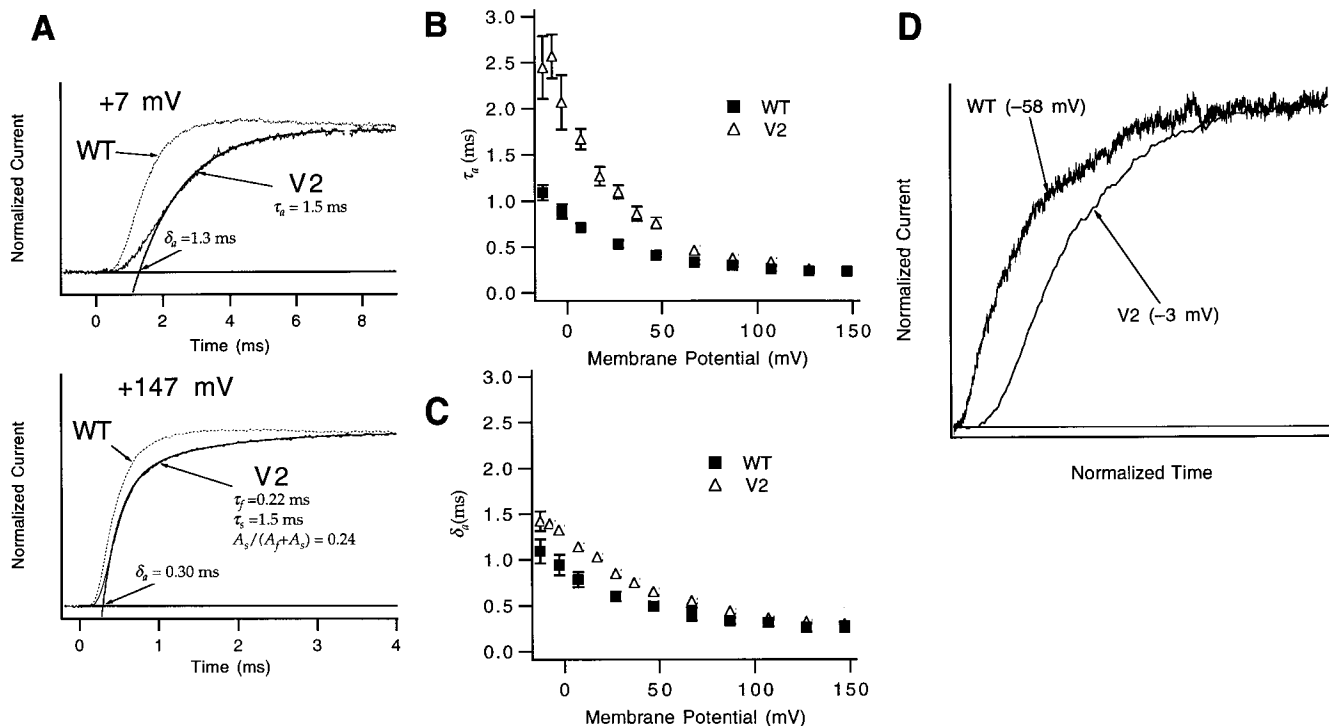 A
+7 mV
Normalized Current
WT
V2
τₐ = 1.5 ms
δₐ =1.3 ms
0 2 4 6 8
Time (ms)
+147 mV
Normalized Current
WT
V2
τf =0.22 ms
τs =1.5 ms
As/(Af+As) = 0.24
δₐ = 0.30 ms
0 1 2 3 4
Time (ms)
B
3.0
2.5
2.0
1.5
1.0
0.5
0.0
τₐ (ms)
WT
V2
0 50 100 150
Membrane Potential (mV)
C
3.0
2.5
2.0
1.5
1.0
0.5
0.0
δₐ(ms)
WT
V2
0 50 100 150
Membrane Potential (mV)
D
Normalized Current
WT (−58 mV)
V2 (−3 mV)
Normalized Time